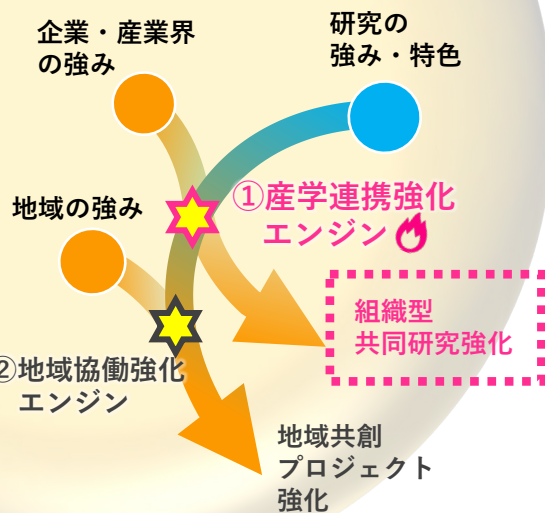 企業・産業界
の強み
研究の
強み・特色
地域の強み
①産学連携強化
エンジン
組織型
共同研究強化
②地域協働強化
エンジン
地域共創
プロジェクト
強化